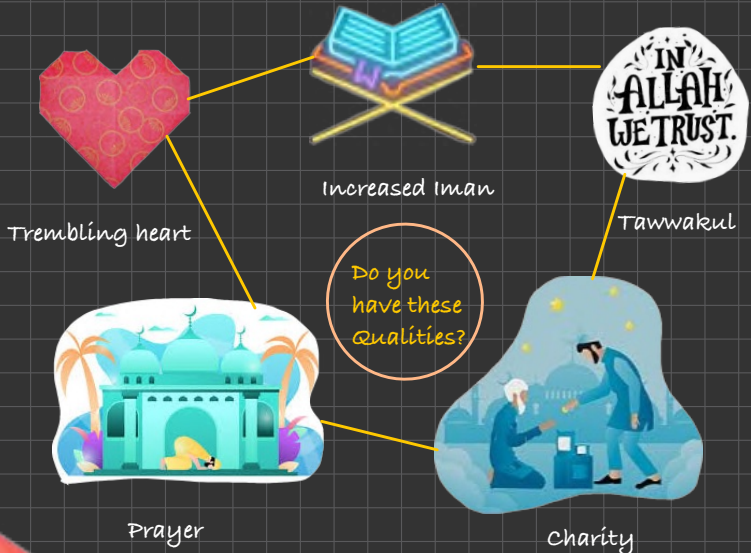 IN
ALLAH
WE TRUST.
Increased Iman
Tawwakul
Trembling heart
Do you
have these
Qualities?
Prayer
Charity